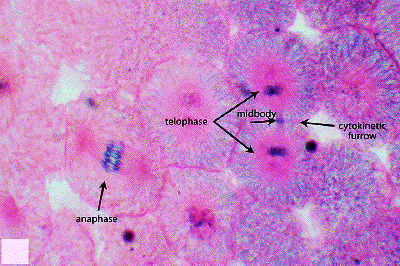 midbody
telophase
cytokinetic
furrow
anaphase